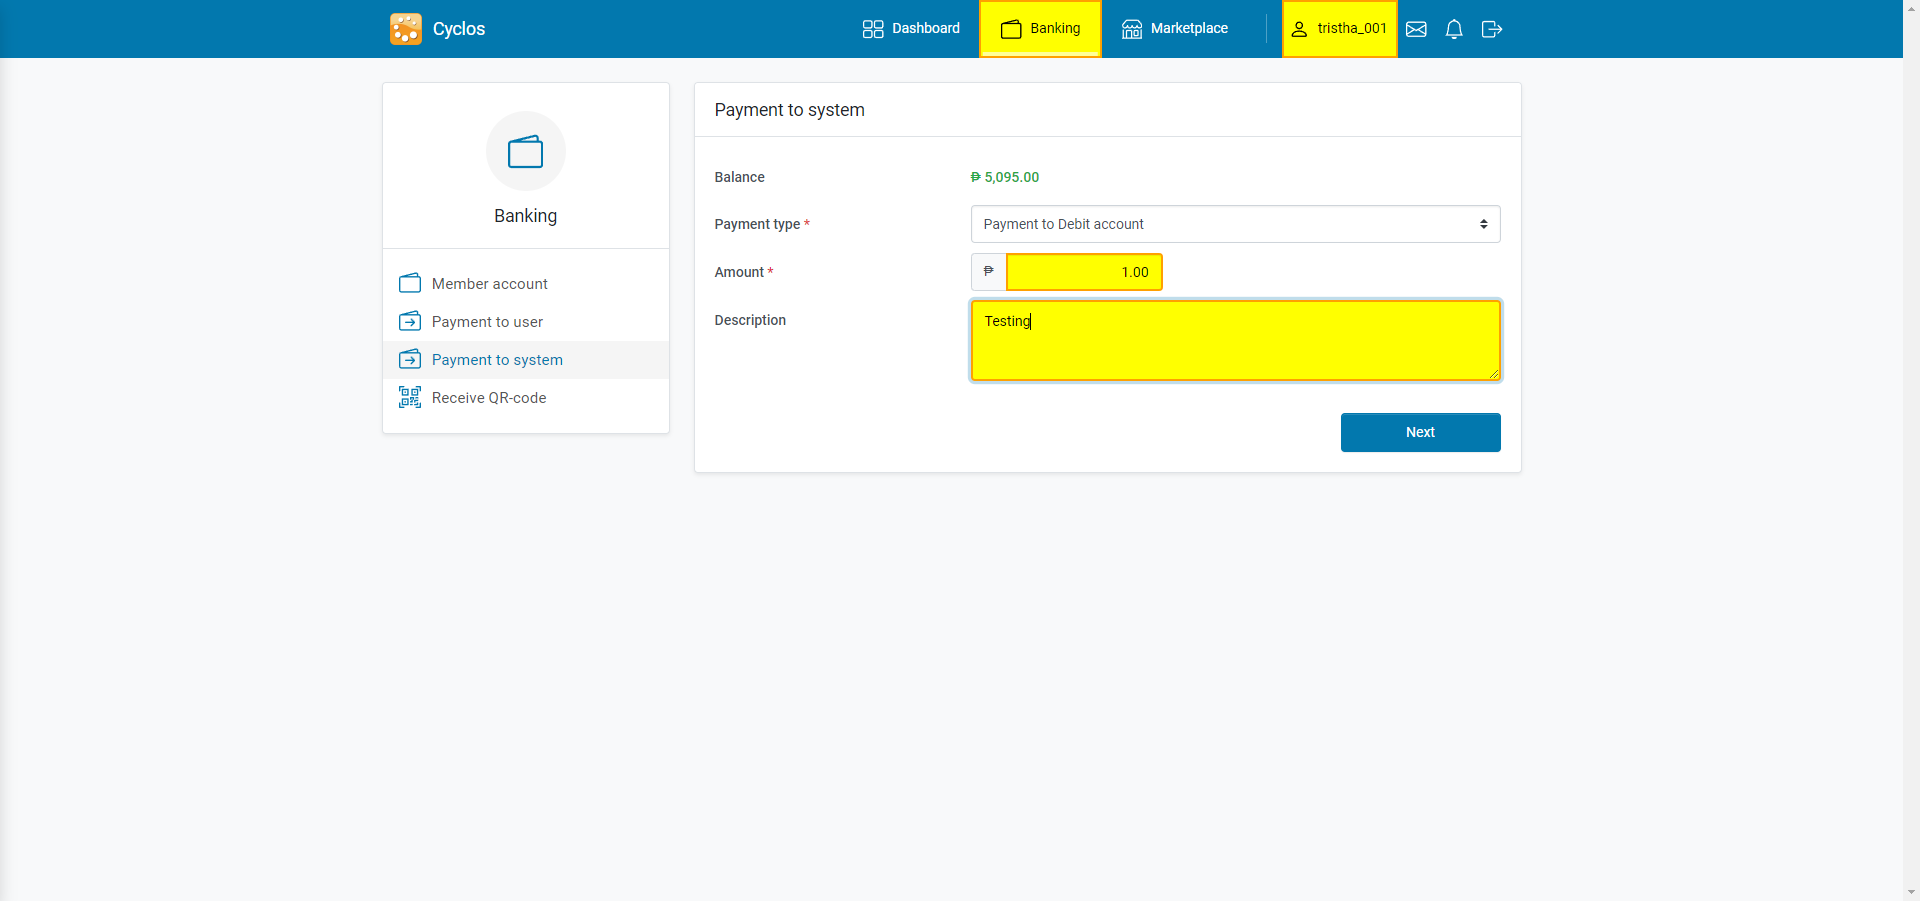 Cyclos
Dashboard
Banking
Marketplace
tristha_001
Banking
Member account
Payment to user
Payment to system
Receive QR-code
Payment to system
Balance
₱ 5,095.00
Payment type *
Payment to Debit account
Amount *
₱ 1.00
Description
Testing
Next